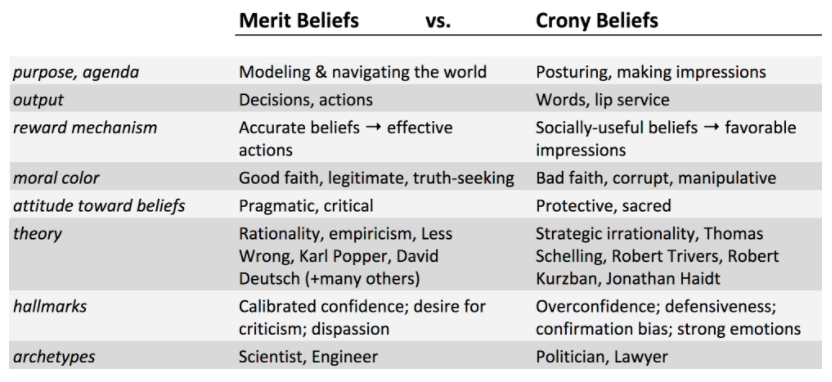 Merit Beliefs vs. Crony Beliefs
purpose, agenda Modeling & navigating the world Posturing, making impressions
output Decisions, actions Words, lip service
reward mechanism Accurate beliefs → effective Socially-useful beliefs → favorable
actions impressions
moral color Good faith, legitimate, truth-seeking Bad faith, corrupt, manipulative
attitude toward beliefs Pragmatic, critical Protective, sacred
theory Rationality, empiricism, Less Strategic irrationality, Thomas
Wrong, Karl Popper, David Schelling, Robert Trivers, Robert
Deutsch (+many others) Kurzban, Jonathan Haidt
hallmarks Calibrated confidence; desire for Overconfidence; defensiveness;
criticism; dispassion confirmation bias; strong emotions
archetypes Scientist, Engineer Politician, Lawyer